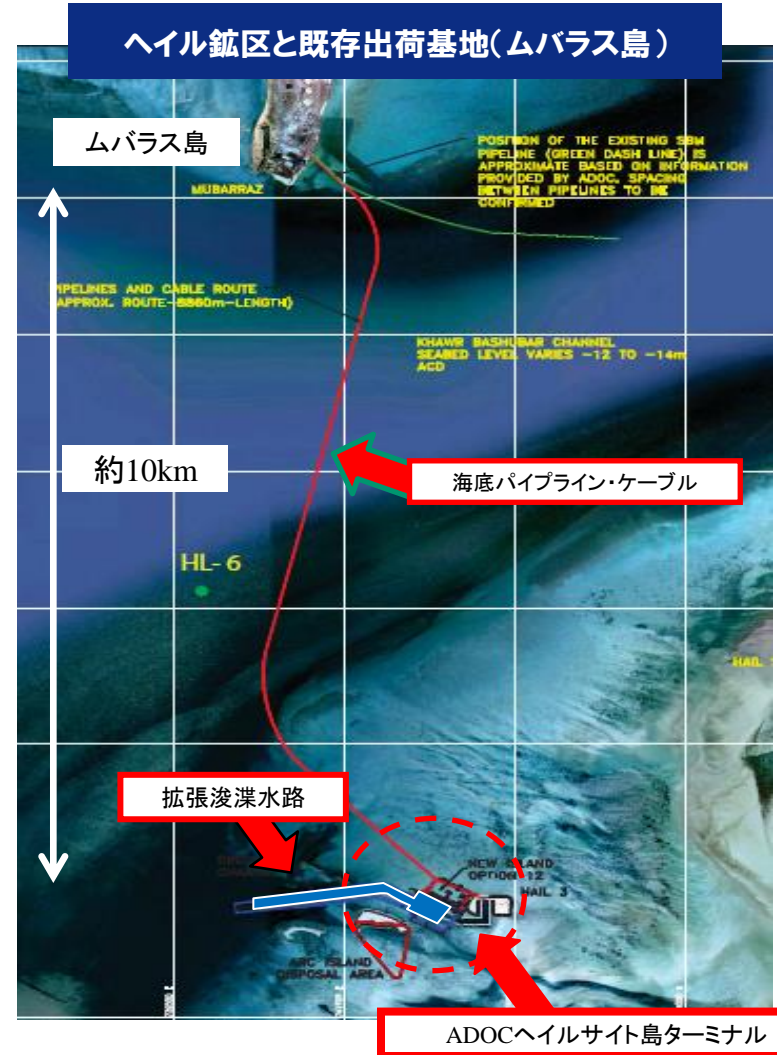 ヘイル鉱区と既存出荷基地(ムバラス島)
ムバラス島
POSITION OF THE EXISTING SBM
PIPELINE (GREEN DASH LINE) IS
APPROXIMATE BASED ON INFORMATION
PROVIDED BY ADOC. SPACING
BETWEEN PIPELINES TO BE
CONFIRMED
MUBARRAZ
PIPELINES AND CABLE ROUTE
(APPROX. ROUTE-8860m-LENGTH)
KHAWR BASHUBAR CHANNEL
SEABED LEVEL VARIES -12 TO -14m
ACD
約10km
海底パイプライン・ケーブル
HL-6
HAIL
拡張浚渫水路
NEW ISLAND
OPTION 12
HAIL 3
ARC ISLAND
DISPOSAL AREA
ADOCヘイルサイト島ターミナル